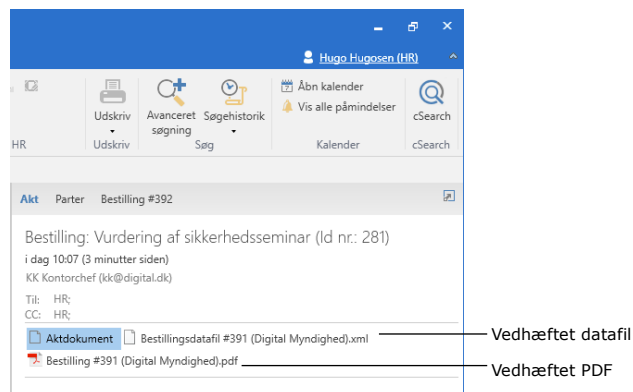 Hugo Hugosen (HR)
Udskriv
Avanceret søgning
Søgehistorik
Åbn kalender
Vis alle påmindelser
cSearch
HR
Udskriv
Søg
Kalender
cSearch
Akt Parter Bestilling #392
Bestilling: Vurdering af sikkerhedsseminar (Id nr.: 281)
i dag 10:07 (3 minutter siden)
KK Kontorchef (kk@digital.dk)
Til: HR;
CC: HR;
Aktdokument Bestillingsdatafil #391 (Digital Myndighed).xml
Vedhæftet datafil
Bestilling #391 (Digital Myndighed).pdf
Vedhæftet PDF